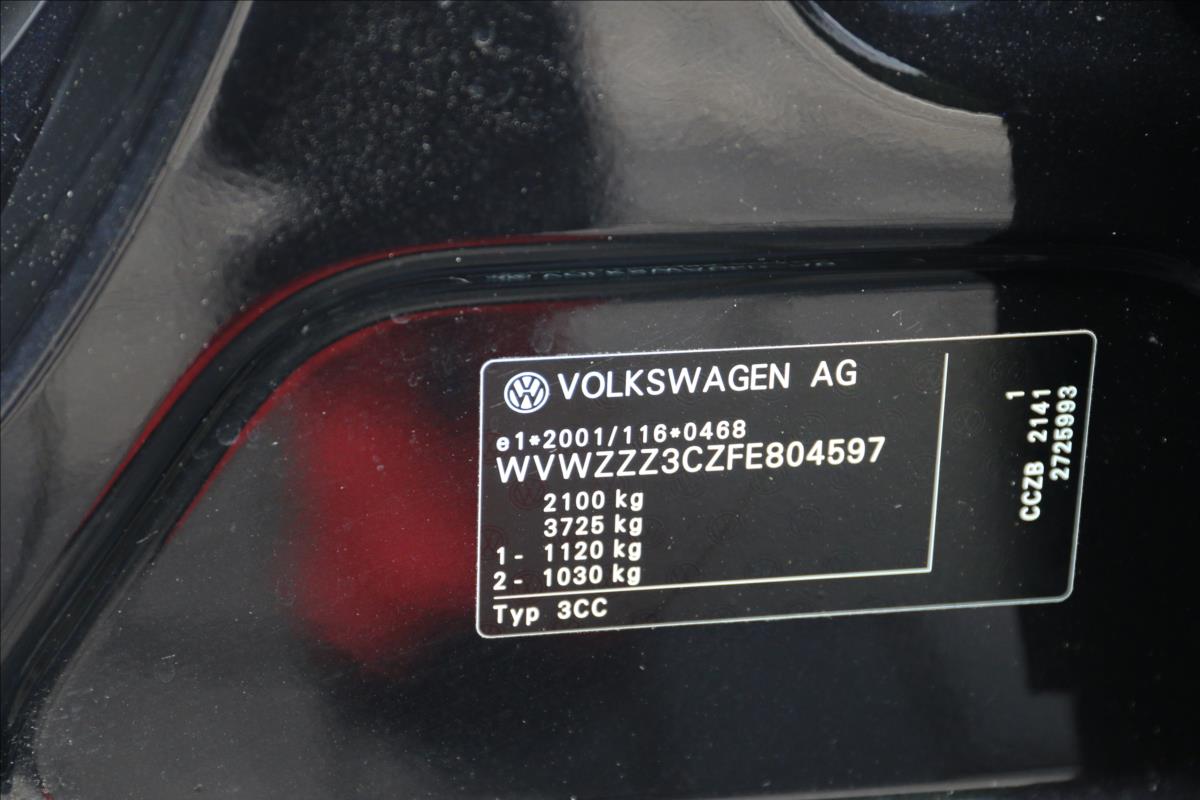 VOLKSWAGEN AG
e1*2001/116*0468
WVWZZZ3CZFE804597
2100 kg
3725 kg
1- 1120 kg
2- 1030 kg
Typ 3CC
1
CCZB 2141
2725993